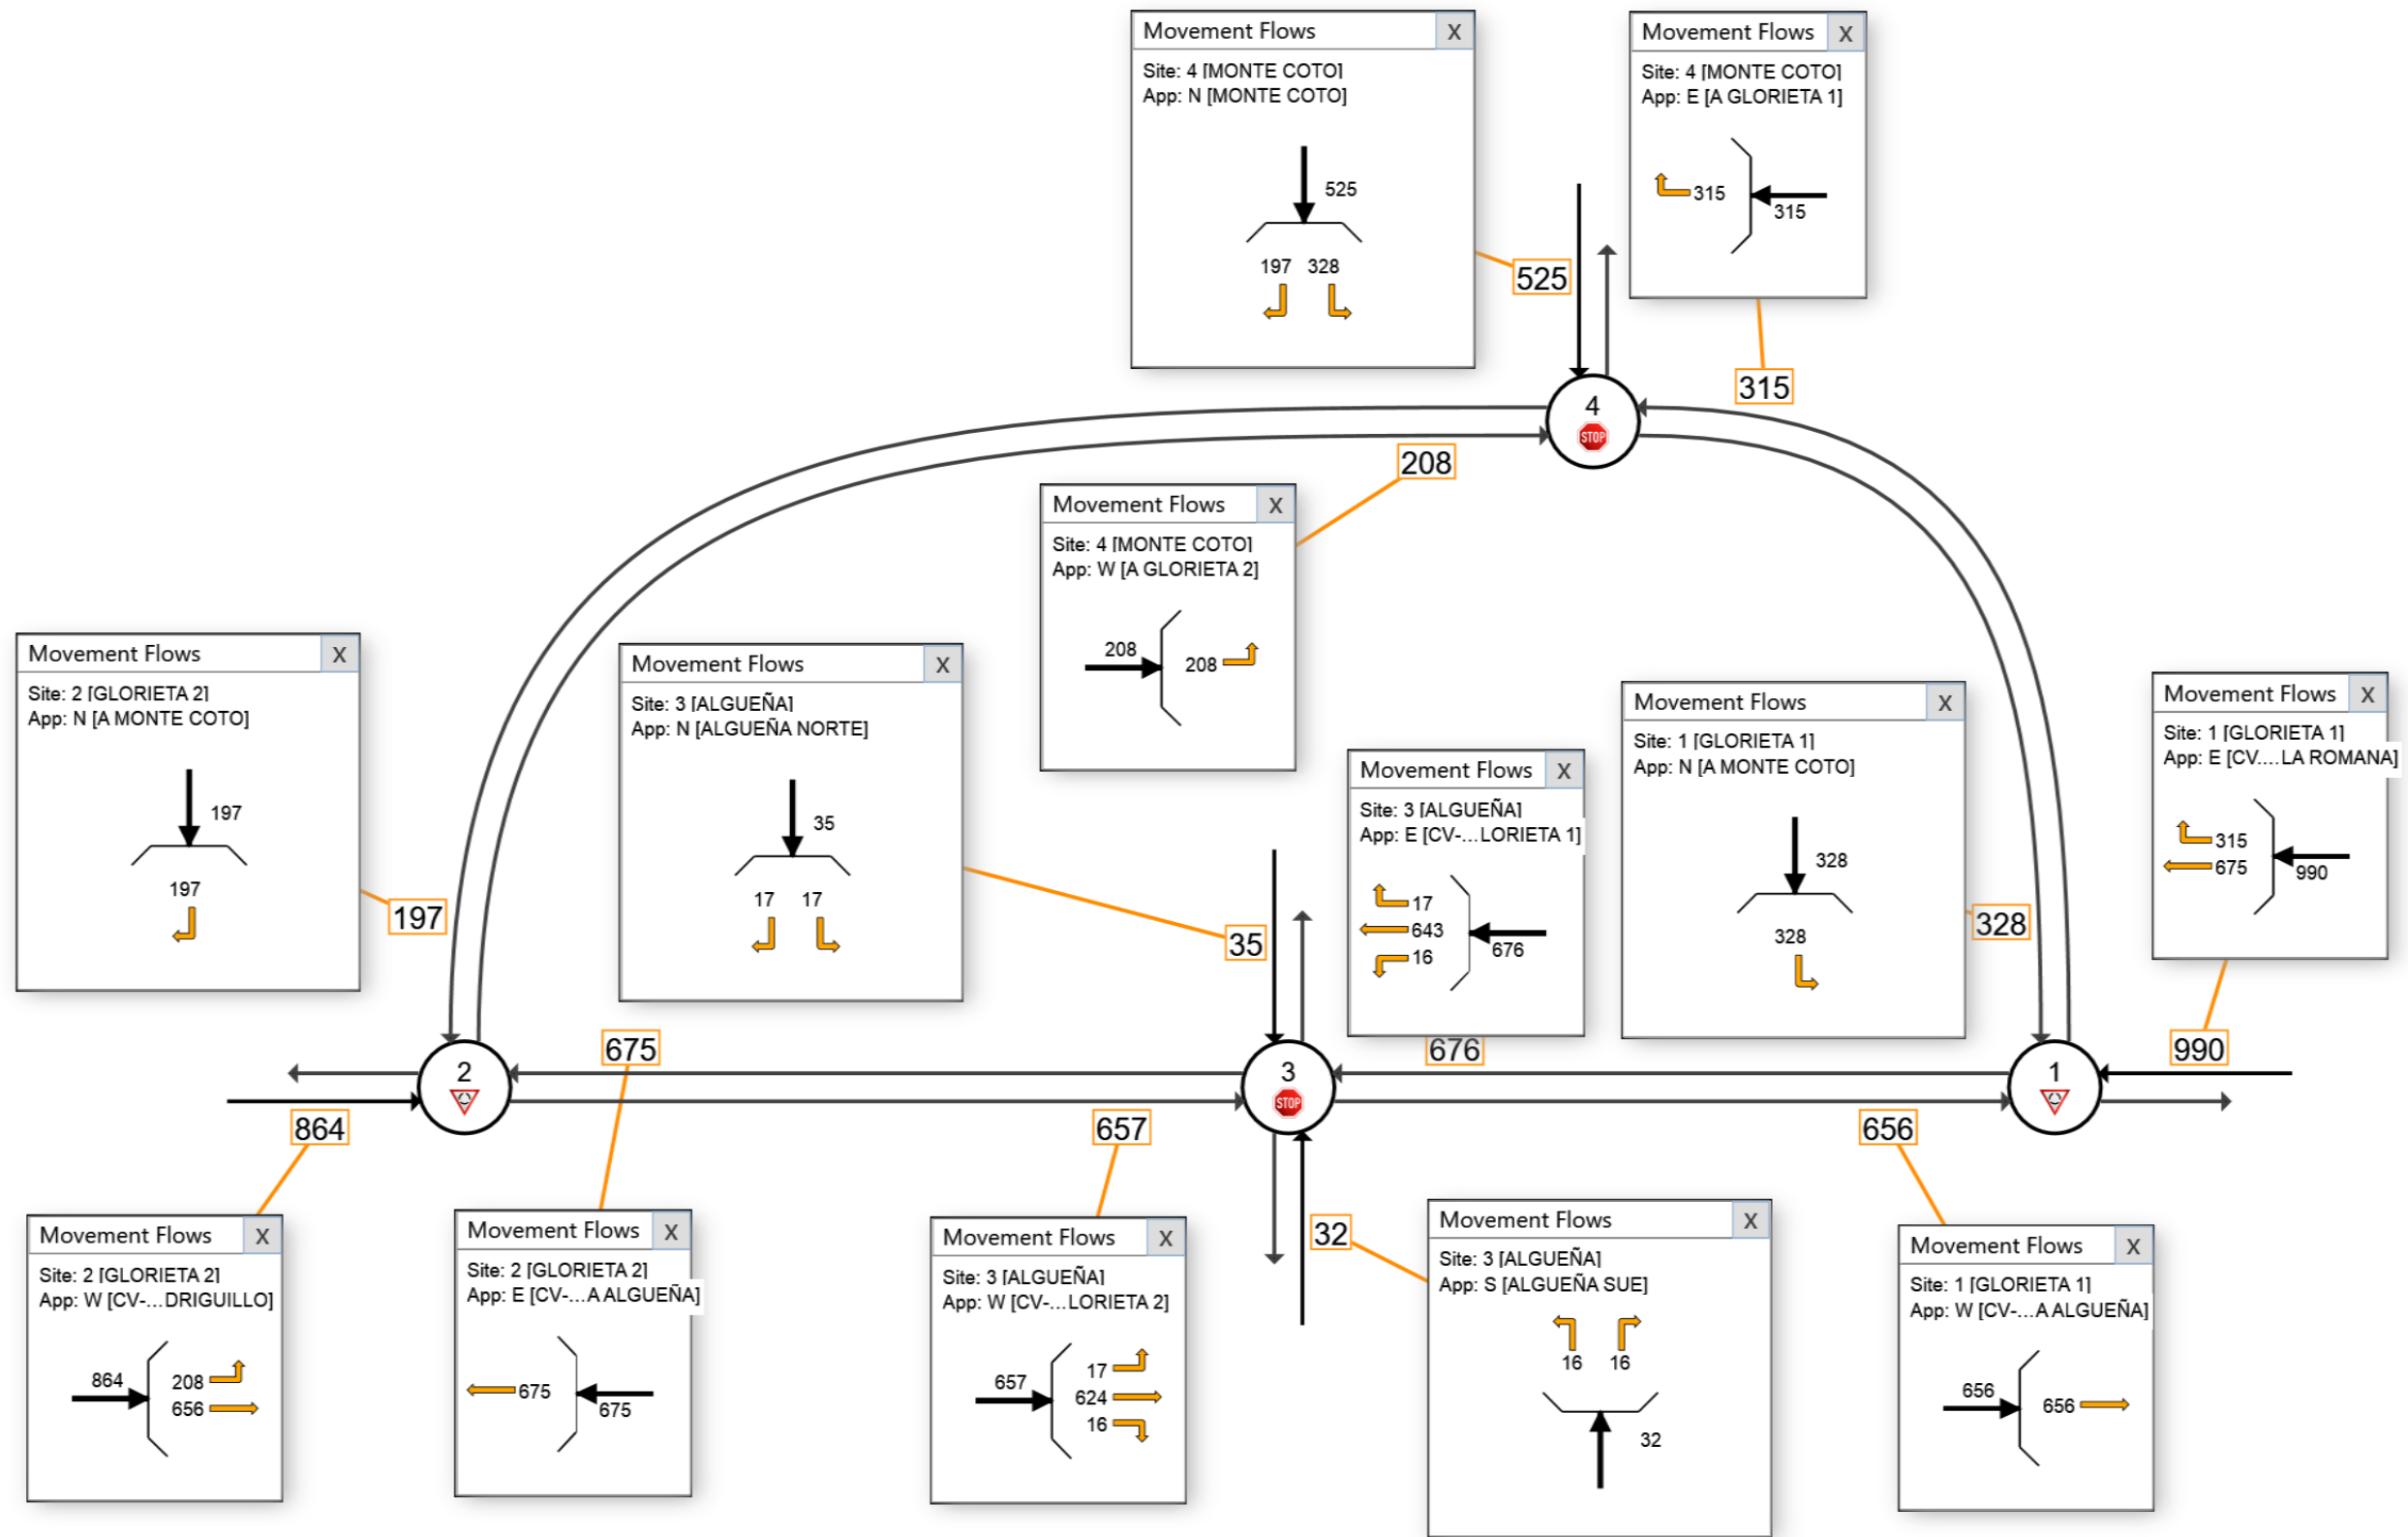 Movement Flows X
Site: 4 [MONTE COTO]
App: N [MONTE COTO]
525
197 328
Movement Flows X
Site: 4 [MONTE COTO]
App: E [A GLORIETA 1]
315
315
525
315
4
STOP
208
Movement Flows X
Site: 4 [MONTE COTO]
App: W [A GLORIETA 2]
208
208
Movement Flows X
Site: 2 [GLORIETA 2]
App: N [A MONTE COTO]
197
197
197
Movement Flows X
Site: 3 [ALGUEÑA]
App: N [ALGUEÑA NORTE]
35
17 17
35
Movement Flows X
Site: 3 [ALGUEÑA]
App: E [CV-...LORIETA 1]
17
643
16
676
676
Movement Flows X
Site: 1 [GLORIETA 1]
App: N [A MONTE COTO]
328
328
328
Movement Flows X
Site: 1 [GLORIETA 1]
App: E [CV....LA ROMANA]
315
675
990
990
2
675
3
STOP
1
864
657
656
32
Movement Flows X
Site: 2 [GLORIETA 2]
App: W [CV-...DRIGUILLO]
864
208
656
Movement Flows X
Site: 2 [GLORIETA 2]
App: E [CV-...A ALGUEÑA]
675
675
Movement Flows X
Site: 3 [ALGUEÑA]
App: W [CV-...LORIETA 2]
657
17
624
16
Movement Flows X
Site: 3 [ALGUEÑA]
App: S [ALGUEÑA SUE]
16 16
32
Movement Flows X
Site: 1 [GLORIETA 1]
App: W [CV-...A ALGUEÑA]
656
656